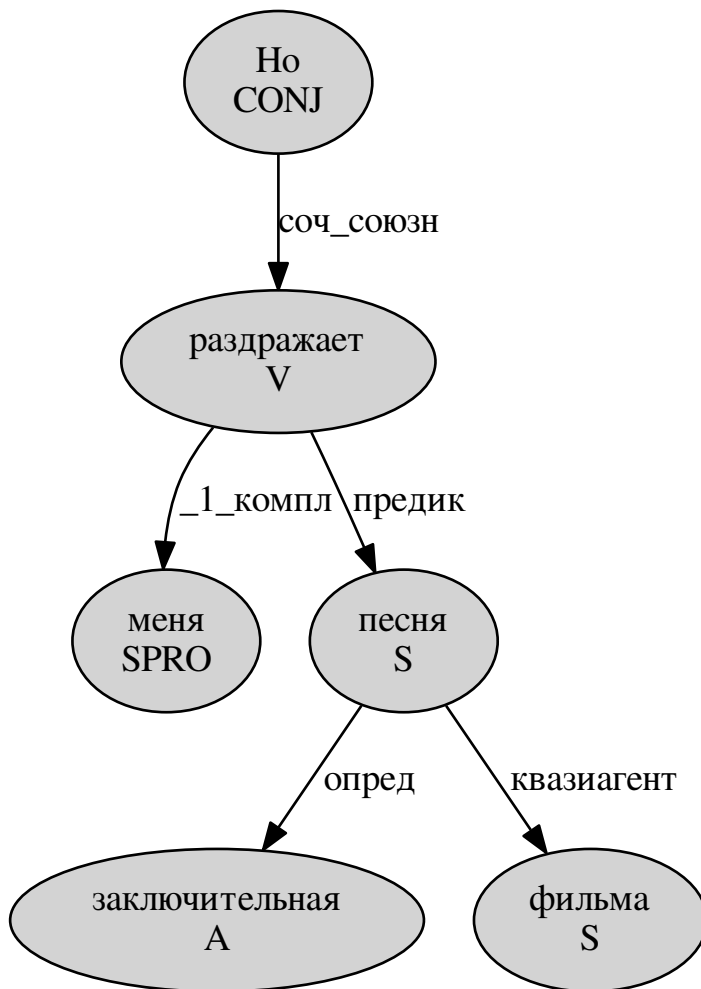 Но
CONJ
соч_союзн
раздражает
V
_1_компл
предик
меня
SPRO
песня
S
опред
квазиагент
заключительная
A
фильма
S